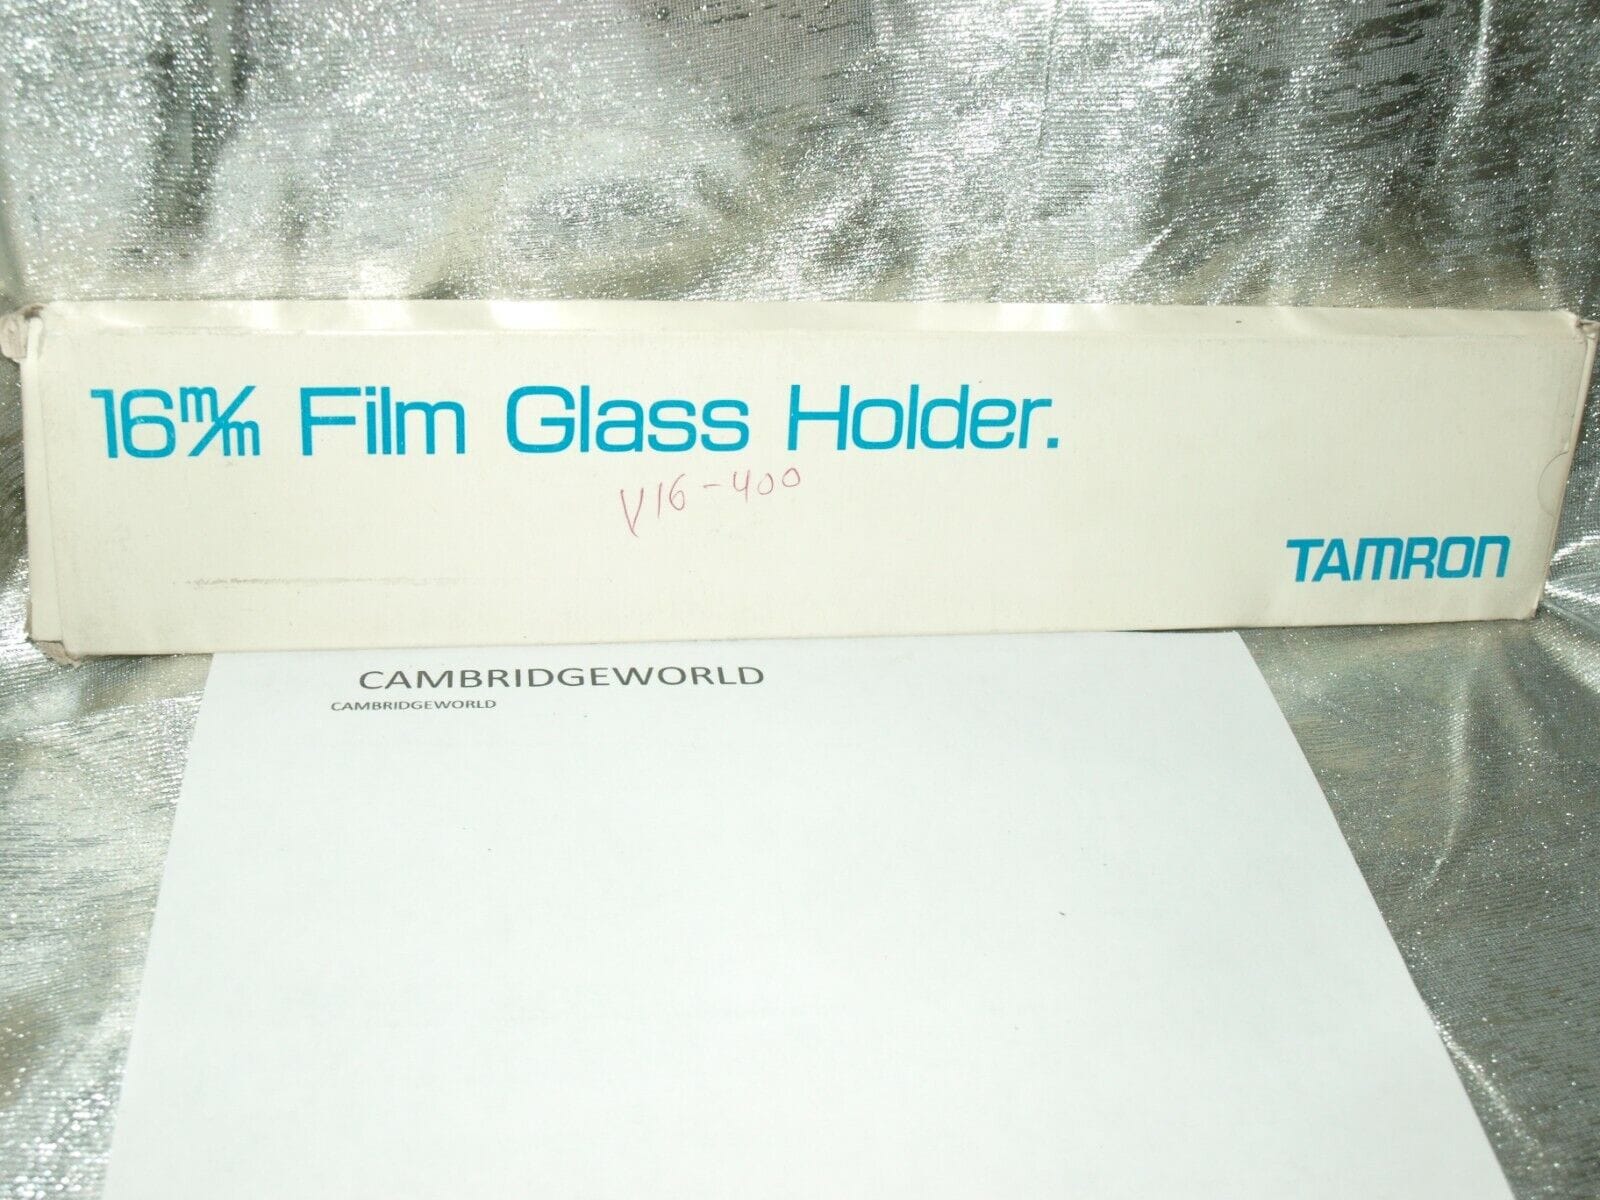 16m/m Film Glass Holder.
V16-400
TAMRON
CAMBRIDGEWORLD
CAMBRIDGEWORLD